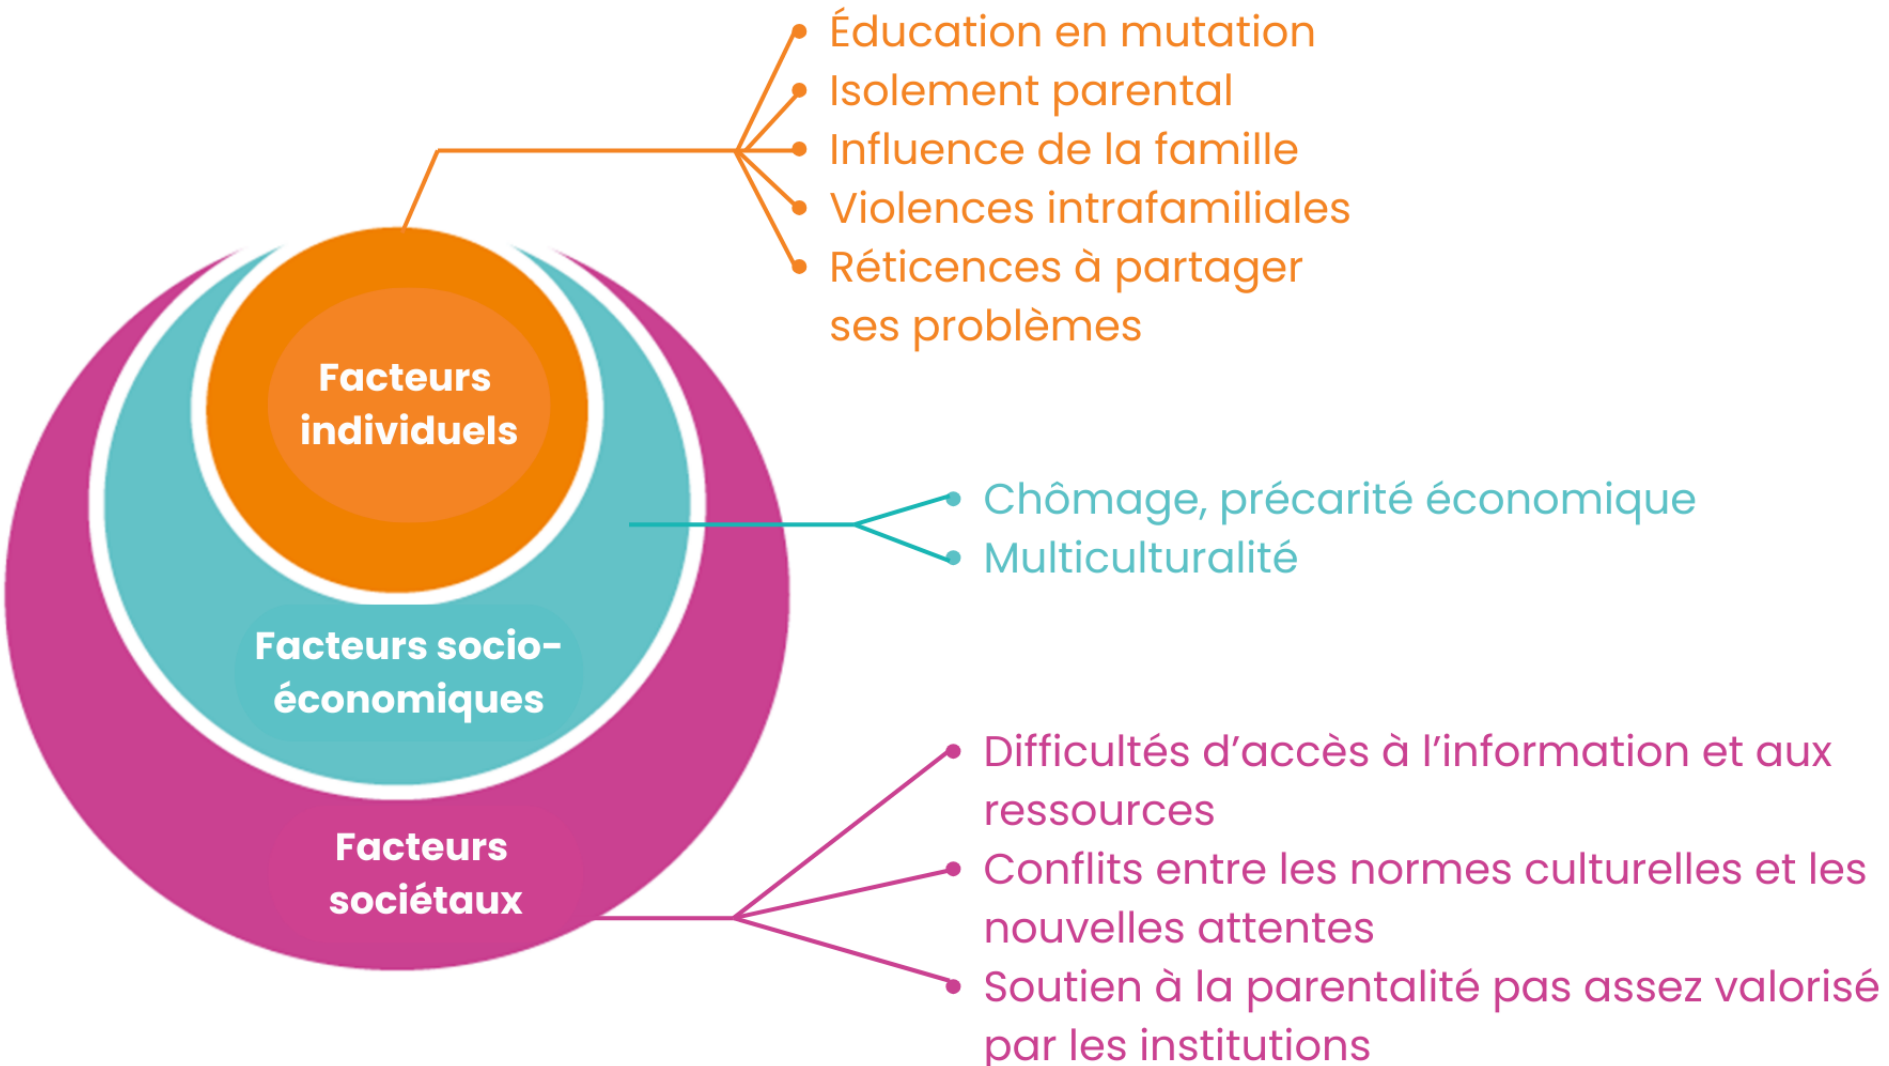 Éducation en mutation
Isolement parental
Influence de la famille
Violences intrafamiliales
Réticences à partager
ses problèmes
Facteurs
individuels
Chômage, précarité économique
Multiculturalité
Facteurs socio-
économiques
Difficultés d’accès à l’information et aux
ressources
Conflits entre les normes culturelles et les
nouvelles attentes
Soutien à la parentalité pas assez valorisé
par les institutions
Facteurs
sociétaux